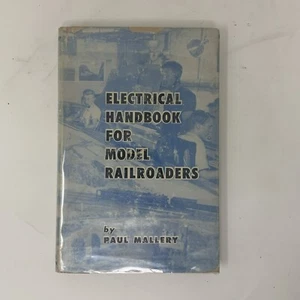 ELECTRICAL
HANDBOOK
FOR
MODEL
RAILROADERS
by
PAUL MALLERY